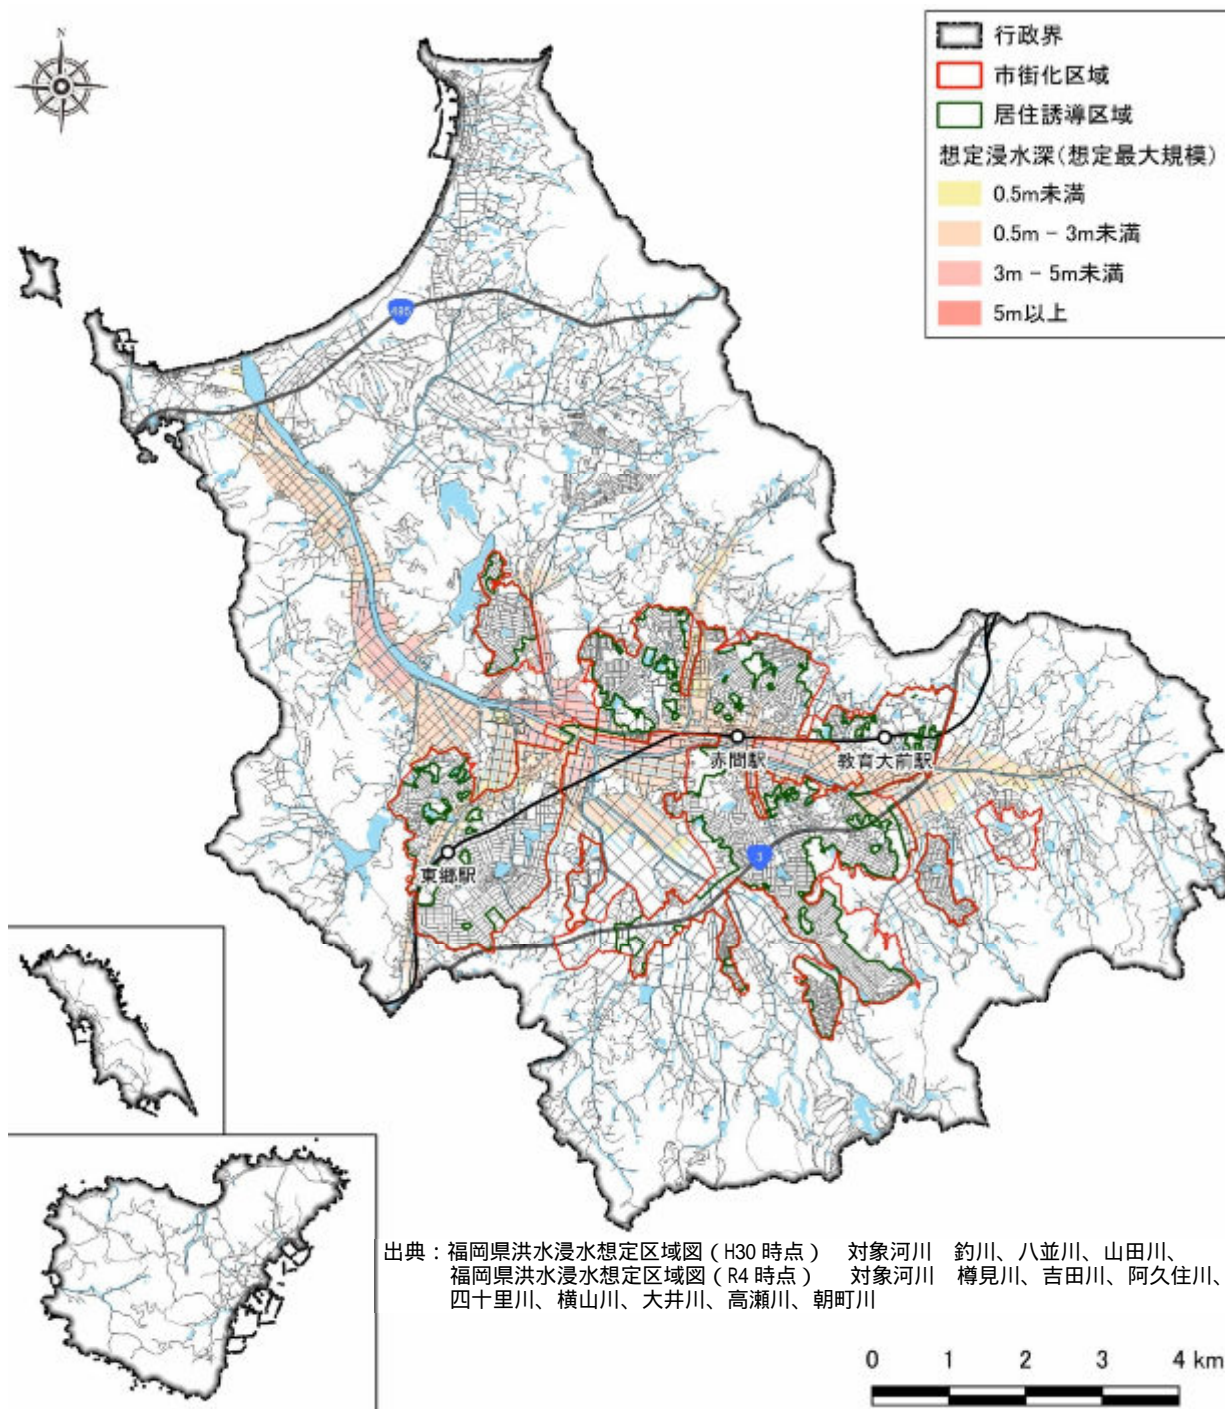 N
行政界
市街化区域
居住誘導区域
想定浸水深(想定最大規模)
0.5m未満
0.5m － 3m未満
3m － 5m未満
5m以上
495
赤間駅
教育大前駅
東郷駅
3
出典：福岡県洪水浸水想定区域図（H30 時点）　対象河川　釣川、八並川、山田川、
福岡県洪水浸水想定区域図（R4 時点）　対象河川　樽見川、吉田川、阿久住川、
四十里川、横山川、大井川、高瀬川、朝町川
0 1 2 3 4 km